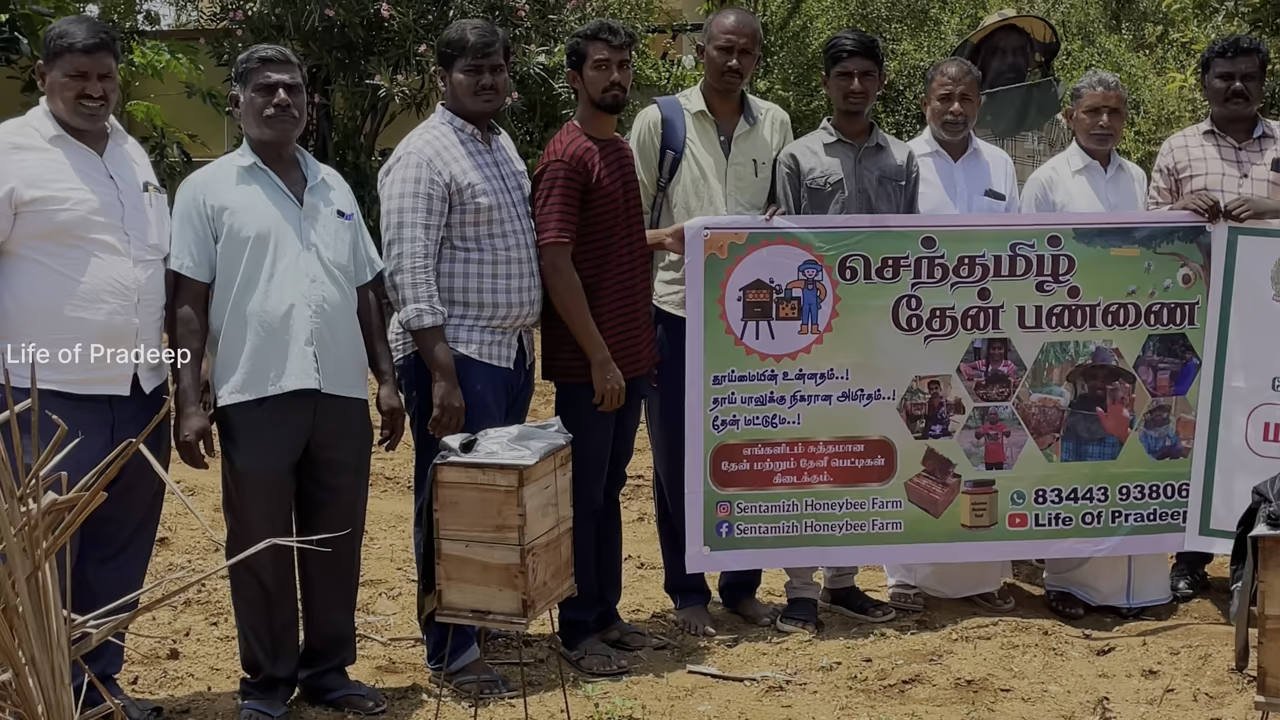 Life of Pradeep
செந்தமிழ்
தேன் பண்ணை
தாய்மையின் உன்னதம்..!
தாய் பாலுக்கு நிகரான அமிர்தம்..!
தேன் மட்டுமே..!
எங்களிடம் சுத்தமான
தேன் மற்றும் தேனீ பெட்டிகள்
கிடைக்கும்.
Sentamizh Honeybee Farm
Sentamizh Honeybee Farm
83443 93806
Life Of Pradeep